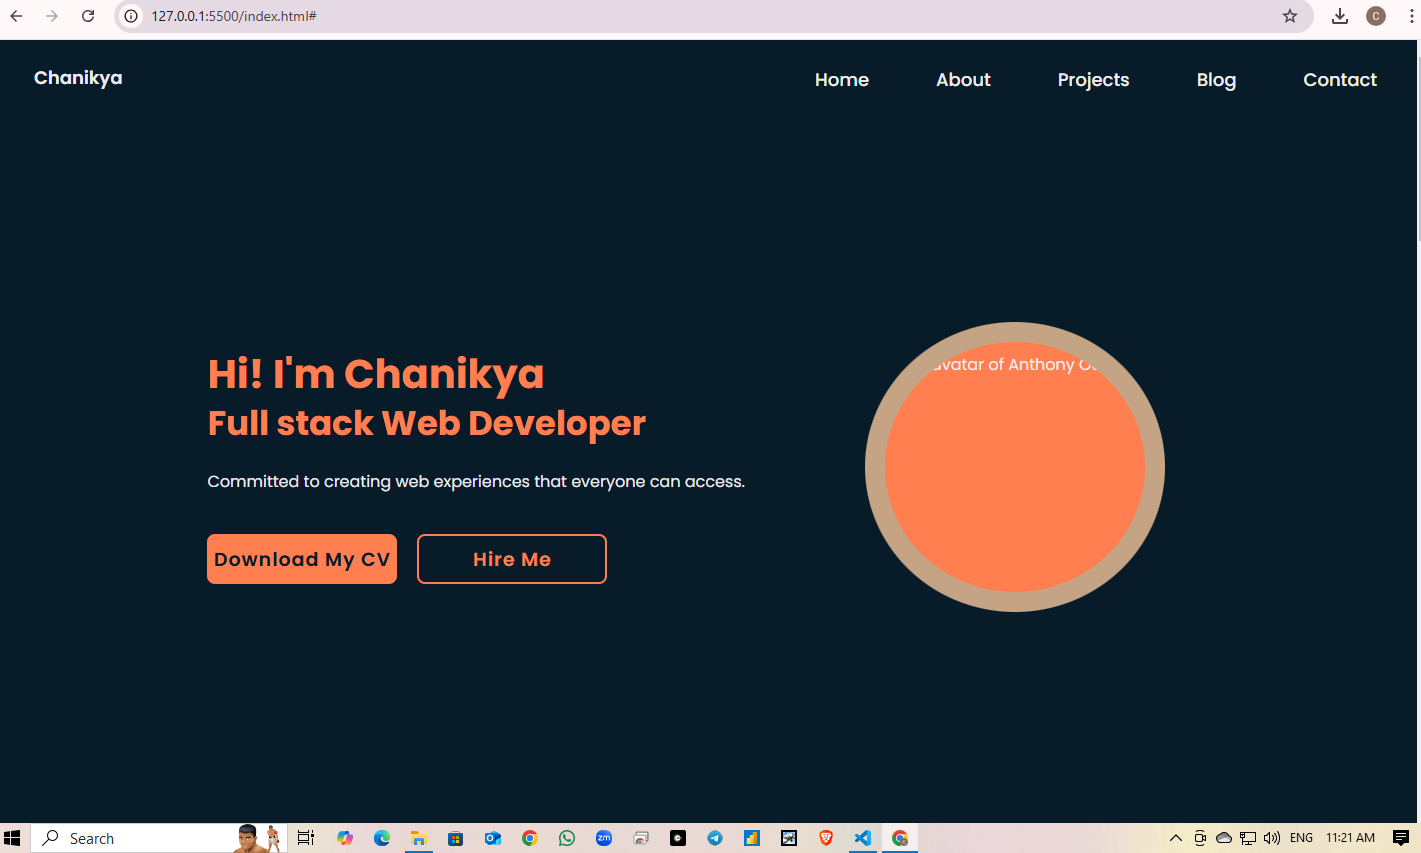 127.0.0.1:5500/index.html#
C
Chanikya
Home About Projects Blog Contact
avatar of Anthony
Hi! I'm Chanikya
Full stack Web Developer
Committed to creating web experiences that everyone can access.
Download My CV Hire Me
Search zm ENG 11:21 AM